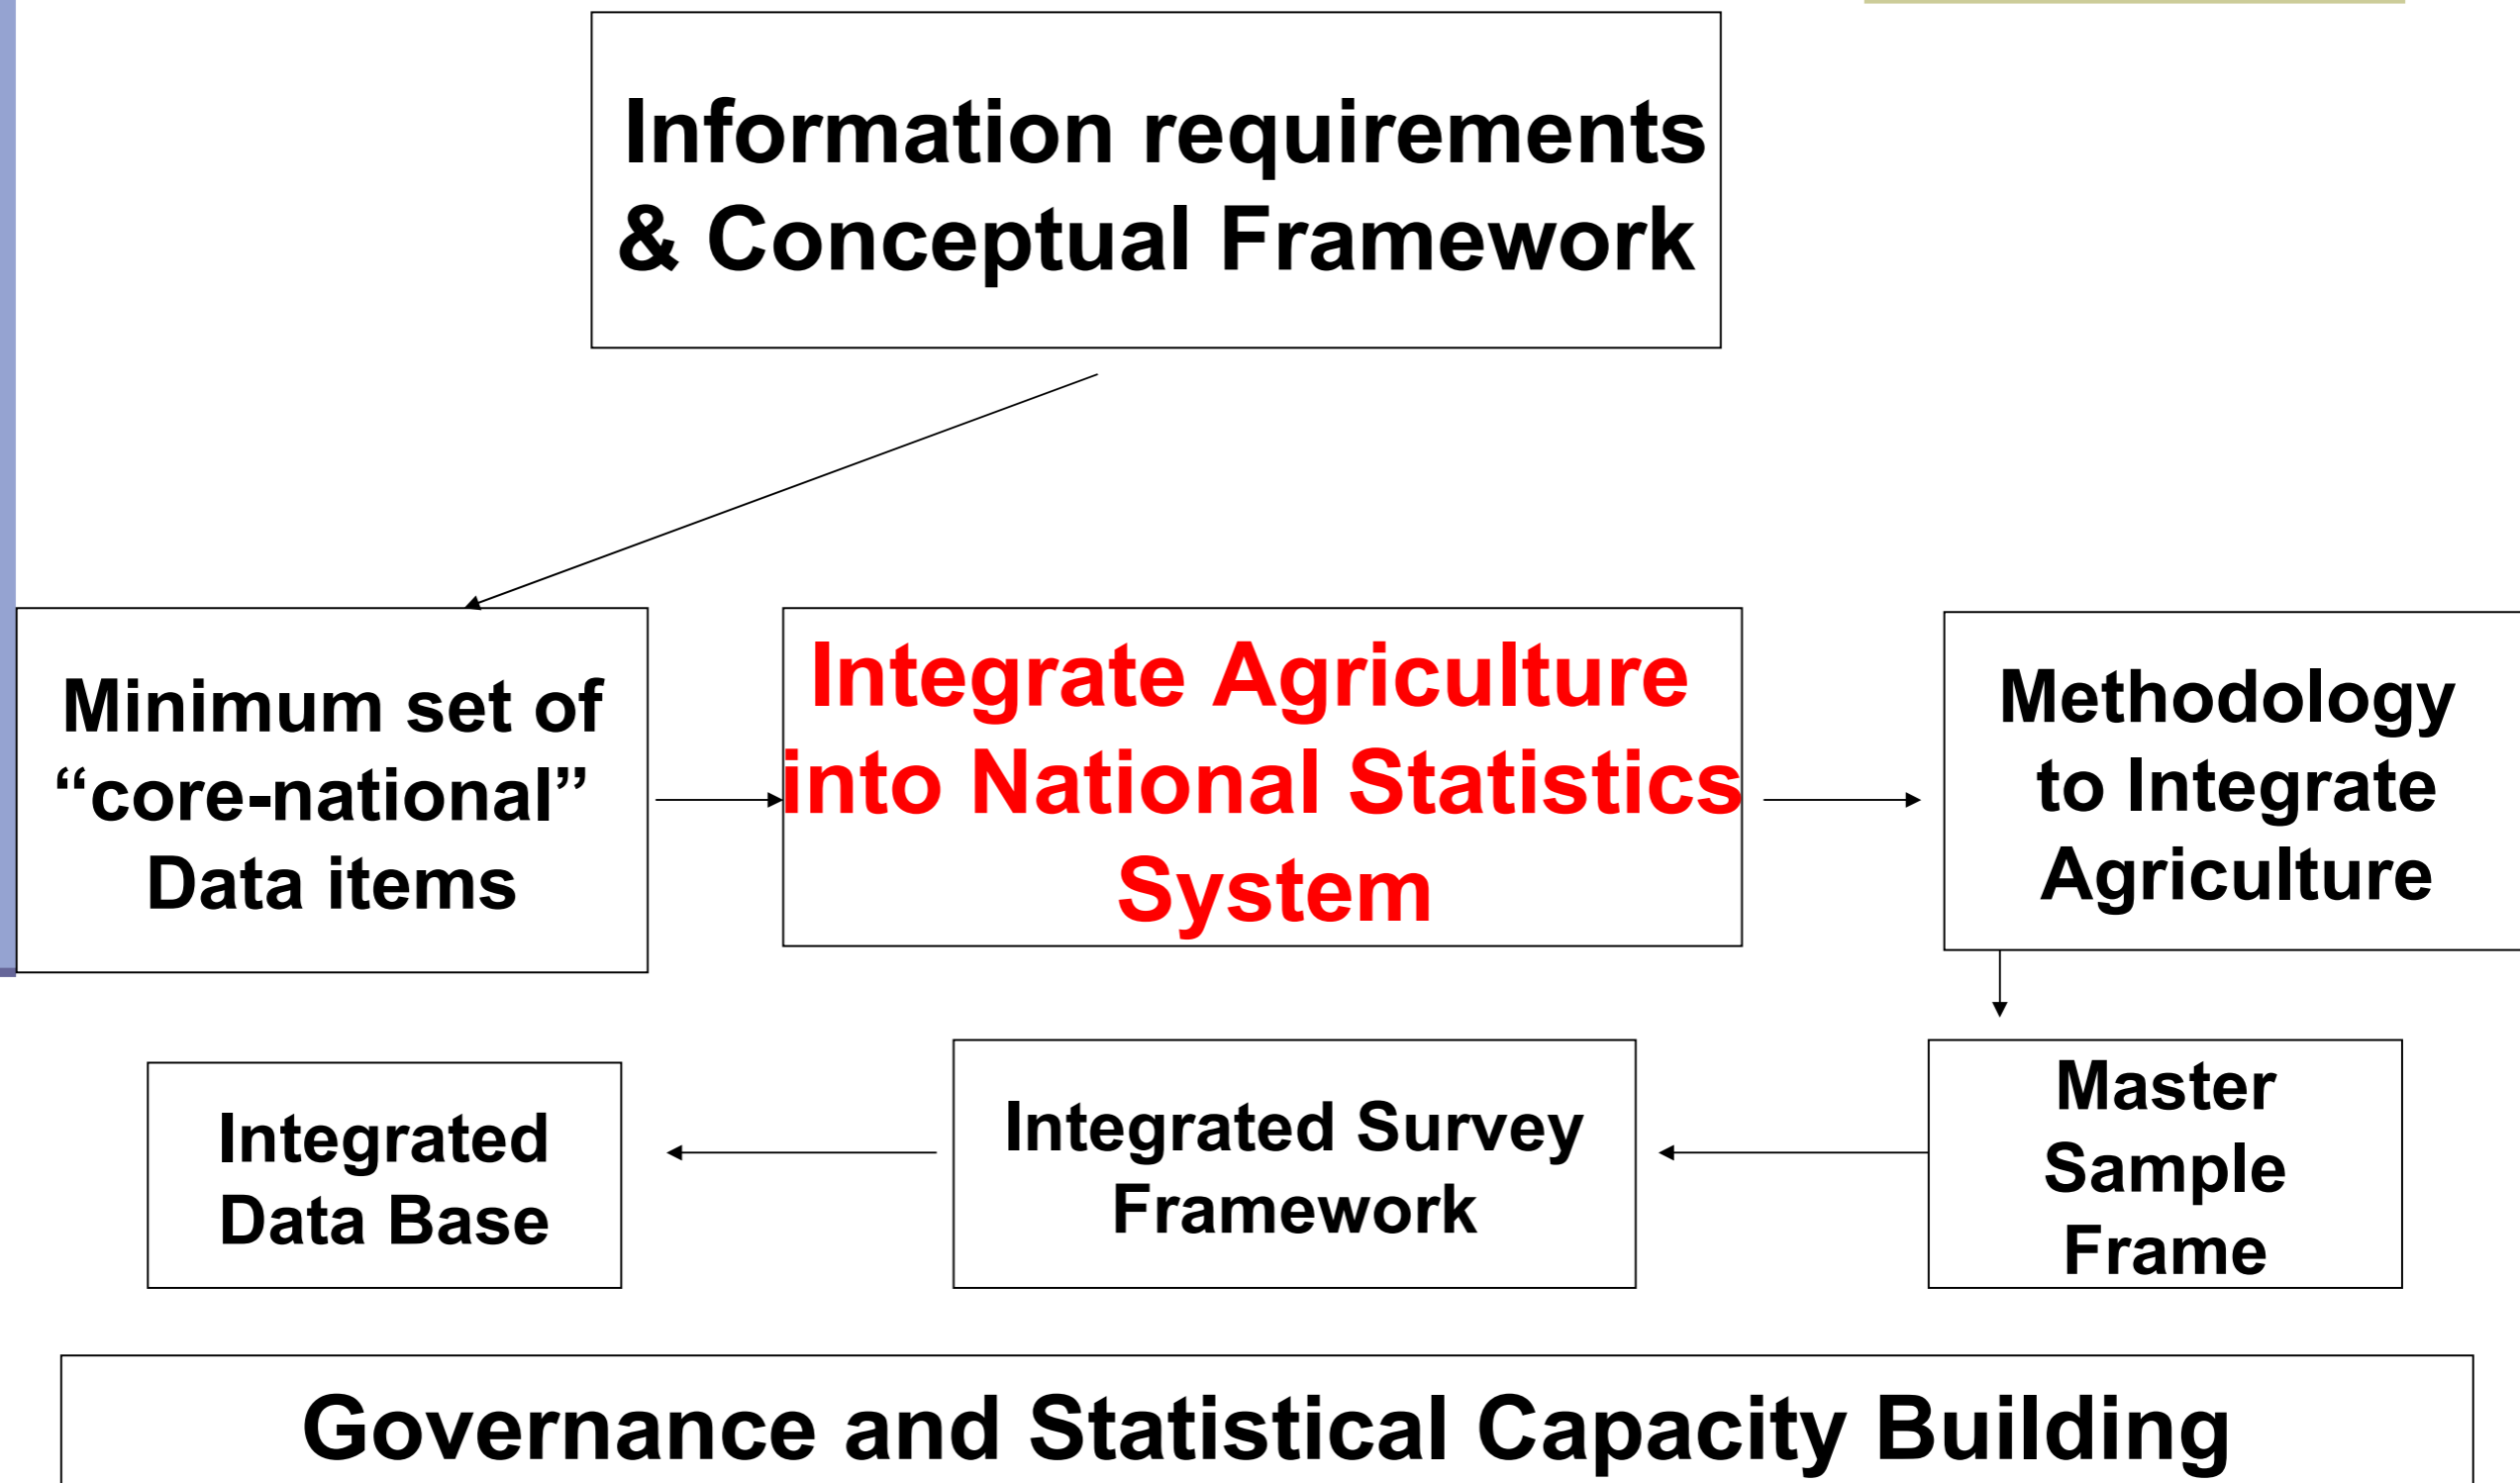 Information requirements
& Conceptual Framework
Minimum set of
“core-national”
Data items
Integrate Agriculture
into National Statistics
System
Methodology
to Integrate
Agriculture
Integrated
Data Base
Integrated Survey
Framework
Master
Sample
Frame
Governance and Statistical Capacity Building